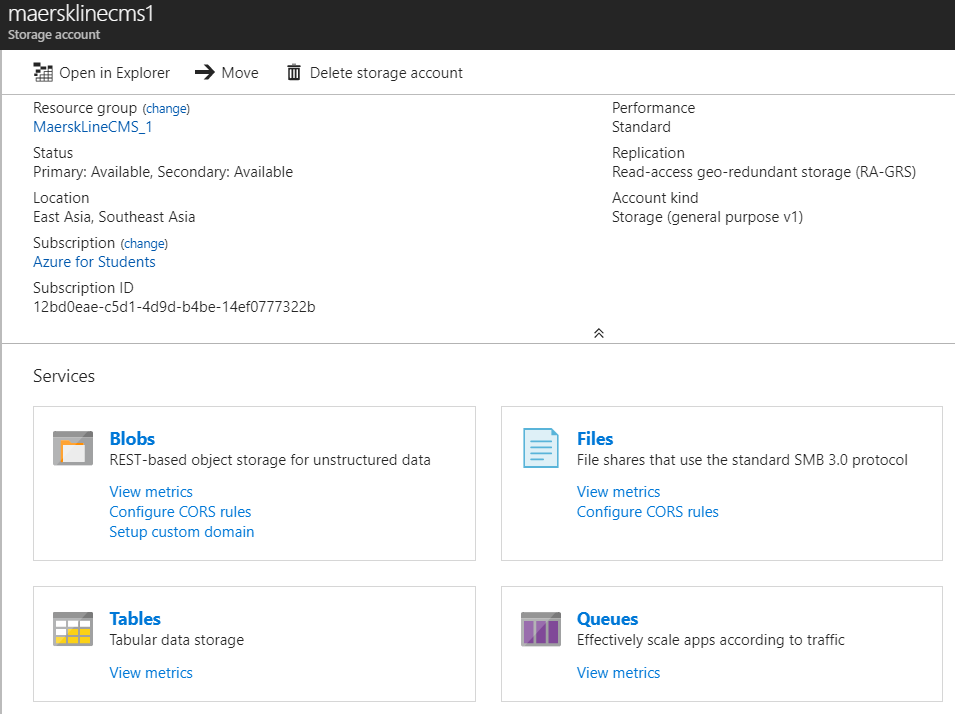 maersklinecms1
Storage account
Open in Explorer
Move
Delete storage account
Resource group (change)
MaerskLineCMS_1
Status
Primary: Available, Secondary: Available
Location
East Asia, Southeast Asia
Subscription (change)
Azure for Students
Subscription ID
12bd0eae-c5d1-4d9d-b4be-14ef0777322b
Performance
Standard
Replication
Read-access geo-redundant storage (RA-GRS)
Account kind
Storage (general purpose v1)
Services
Blobs
REST-based object storage for unstructured data
View metrics
Configure CORS rules
Setup custom domain
Files
File shares that use the standard SMB 3.0 protocol
View metrics
Configure CORS rules
Tables
Tabular data storage
View metrics
Queues
Effectively scale apps according to traffic
View metrics